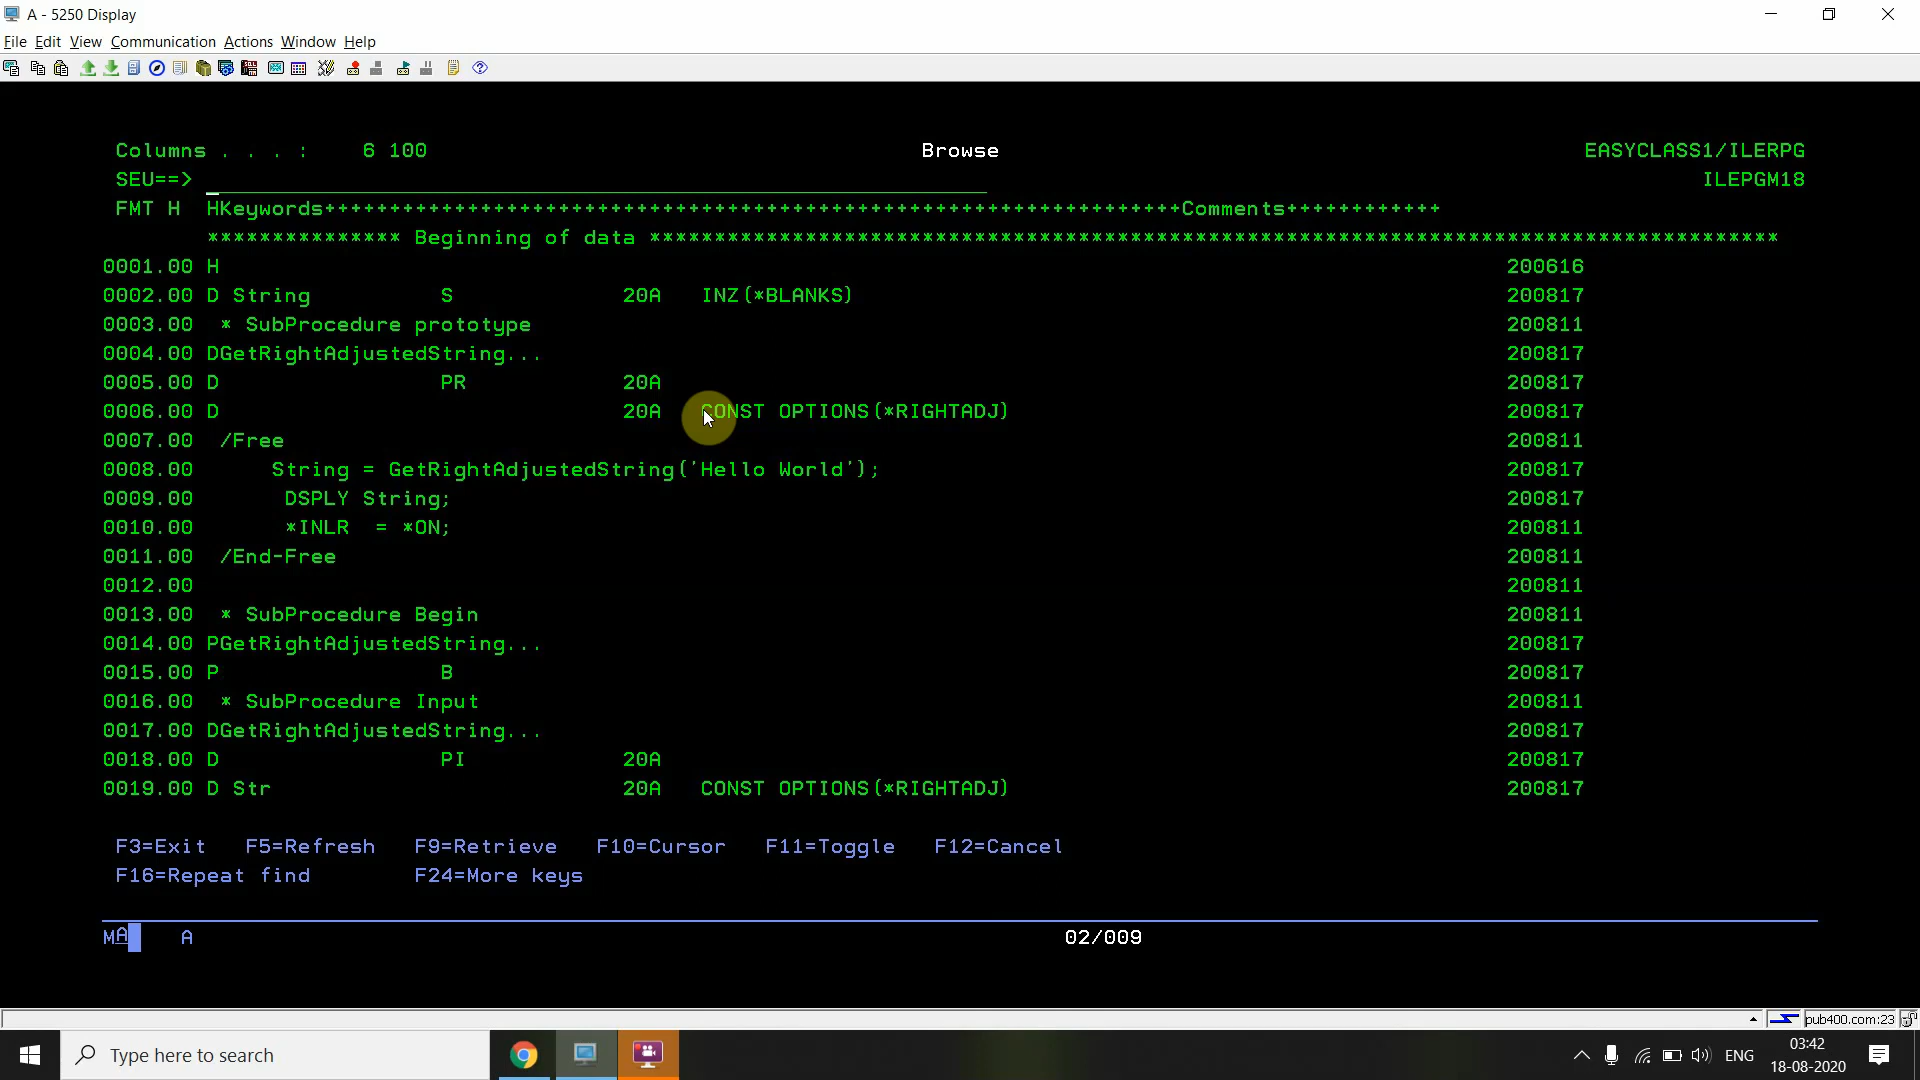 A - 5250 Display
File Edit View Communication Actions Window Help
Columns . . . :    6 100    Browse    EASYCLASS1/ILERPG
SEU==>    ILEPGM18
FMT H  HKeywords+++++++++++++++++++++++++++++++++++++++++++++++++++++++++++++++++++Comments++++++++++++
*************** Beginning of data ***************************************************************************************
0001.00 H    200616
0002.00 D String          S             20A   INZ(*BLANKS)    200817
0003.00  * SubProcedure prototype    200811
0004.00 DGetRightAdjustedString...    200817
0005.00 D                 PR            20A    200817
0006.00 D                               20A   CONST OPTIONS(*RIGHTADJ)    200817
0007.00  /Free    200811
0008.00      String = GetRightAdjustedString('Hello World');    200817
0009.00       DSPLY String;    200817
0010.00       *INLR  = *ON;    200811
0011.00  /End-Free    200811
0012.00    200811
0013.00  * SubProcedure Begin    200811
0014.00 PGetRightAdjustedString...    200817
0015.00 P                 B    200817
0016.00  * SubProcedure Input    200811
0017.00 DGetRightAdjustedString...    200817
0018.00 D                 PI            20A    200817
0019.00 D Str                           20A   CONST OPTIONS(*RIGHTADJ)    200817
F3=Exit   F5=Refresh   F9=Retrieve   F10=Cursor   F11=Toggle   F12=Cancel
F16=Repeat find        F24=More keys
MA    A    02/009
pub400.com:23
Type here to search
ENG
03:42
18-08-2020